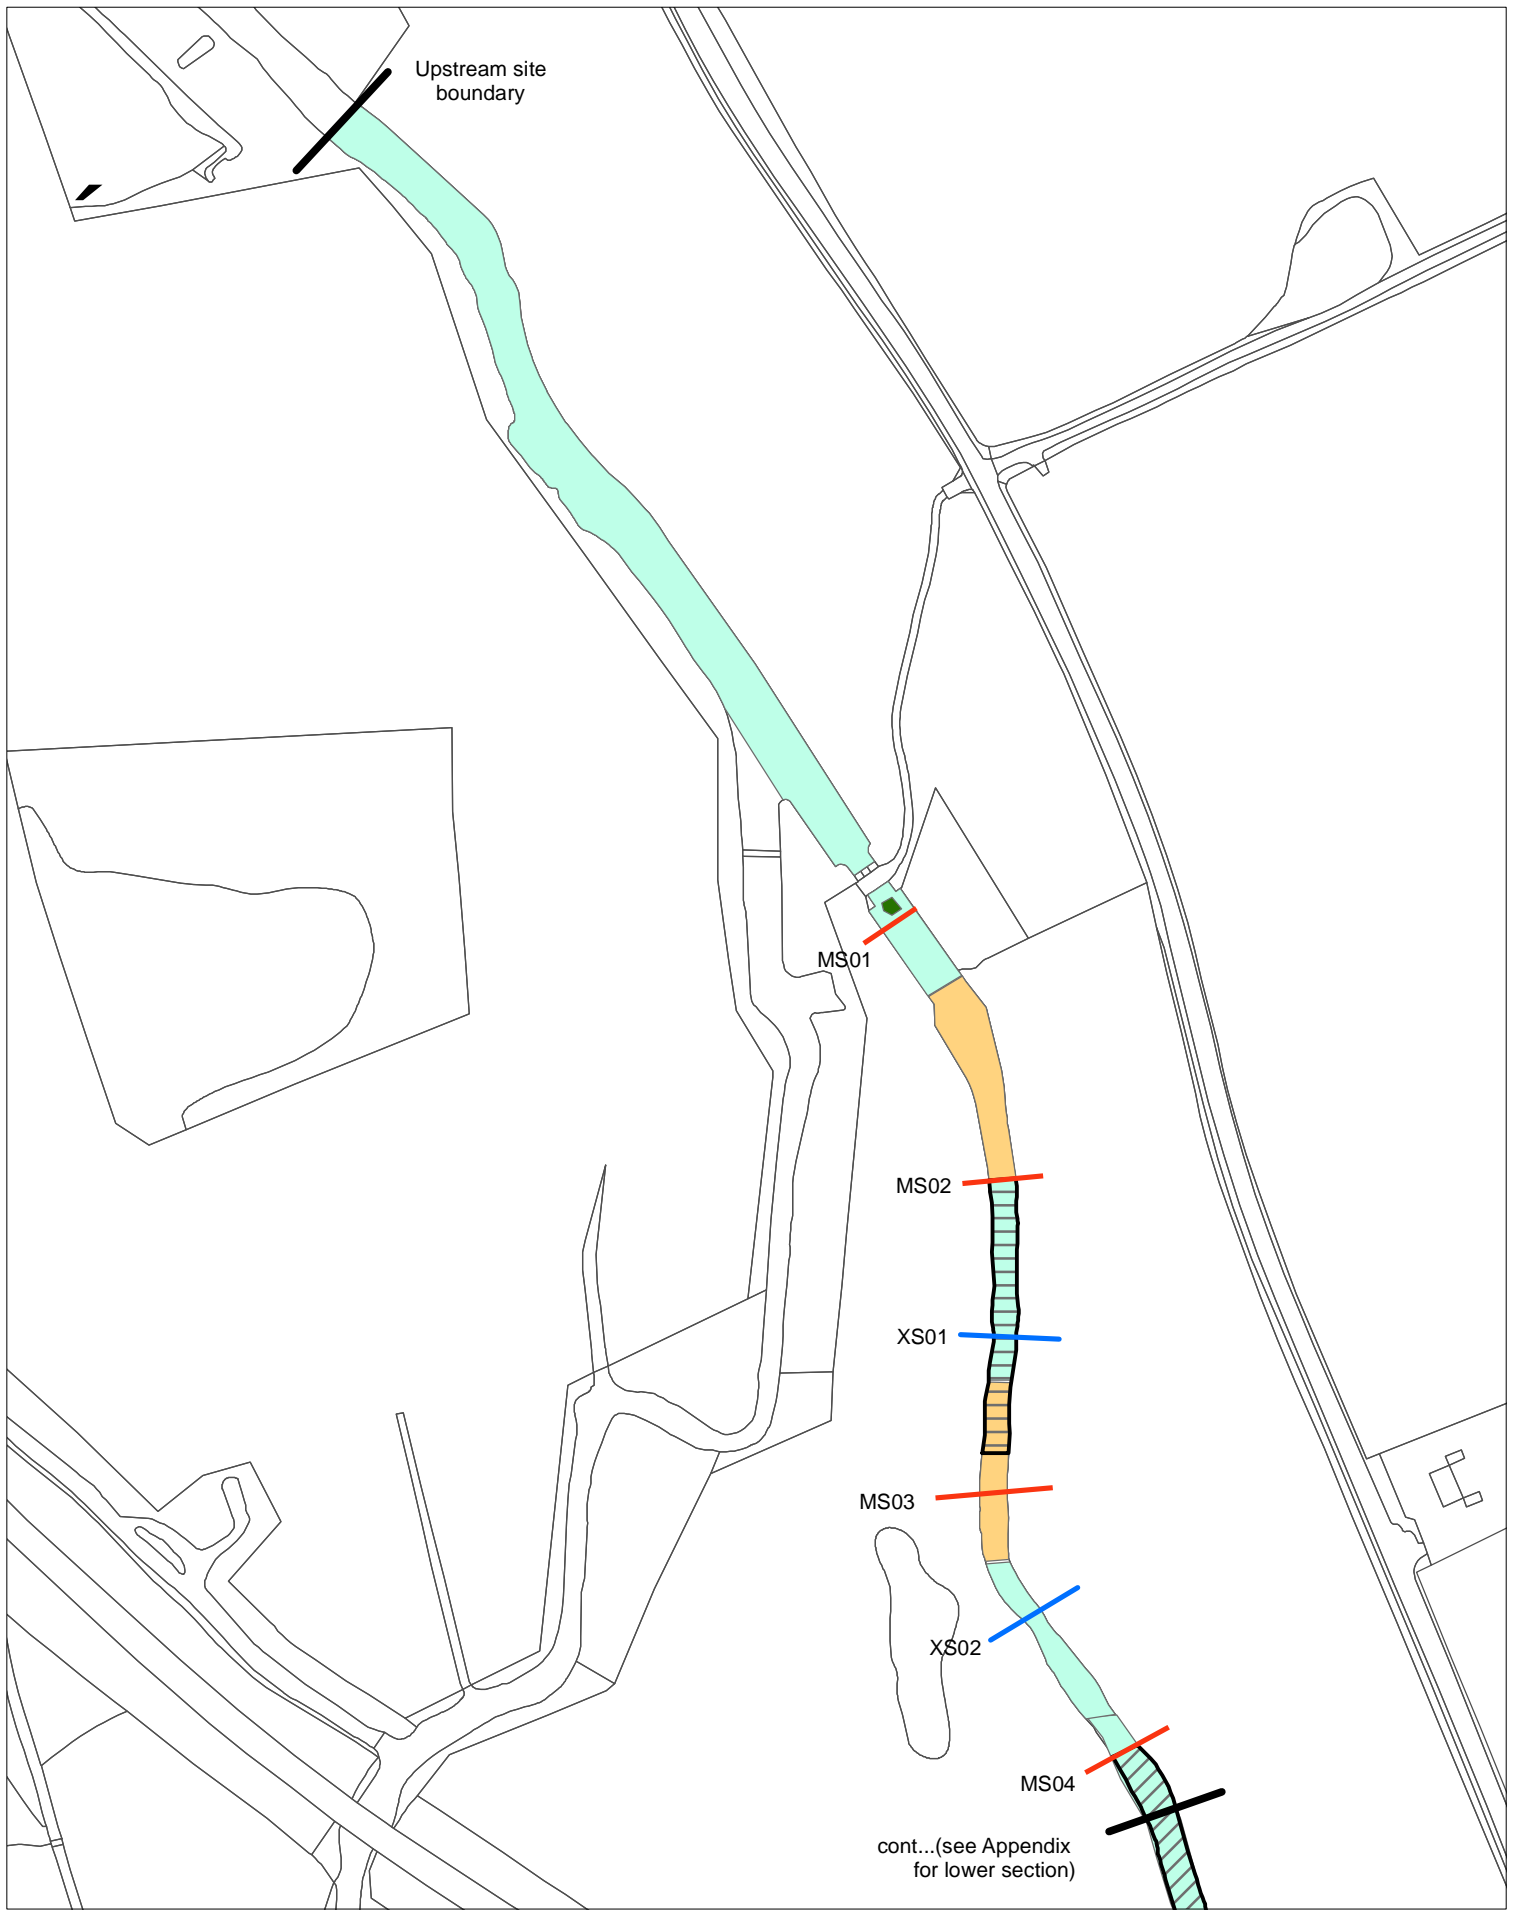 Upstream site
boundary
MS01
MS02
XS01
MS03
XS02
MS04
cont...(see Appendix
for lower section)